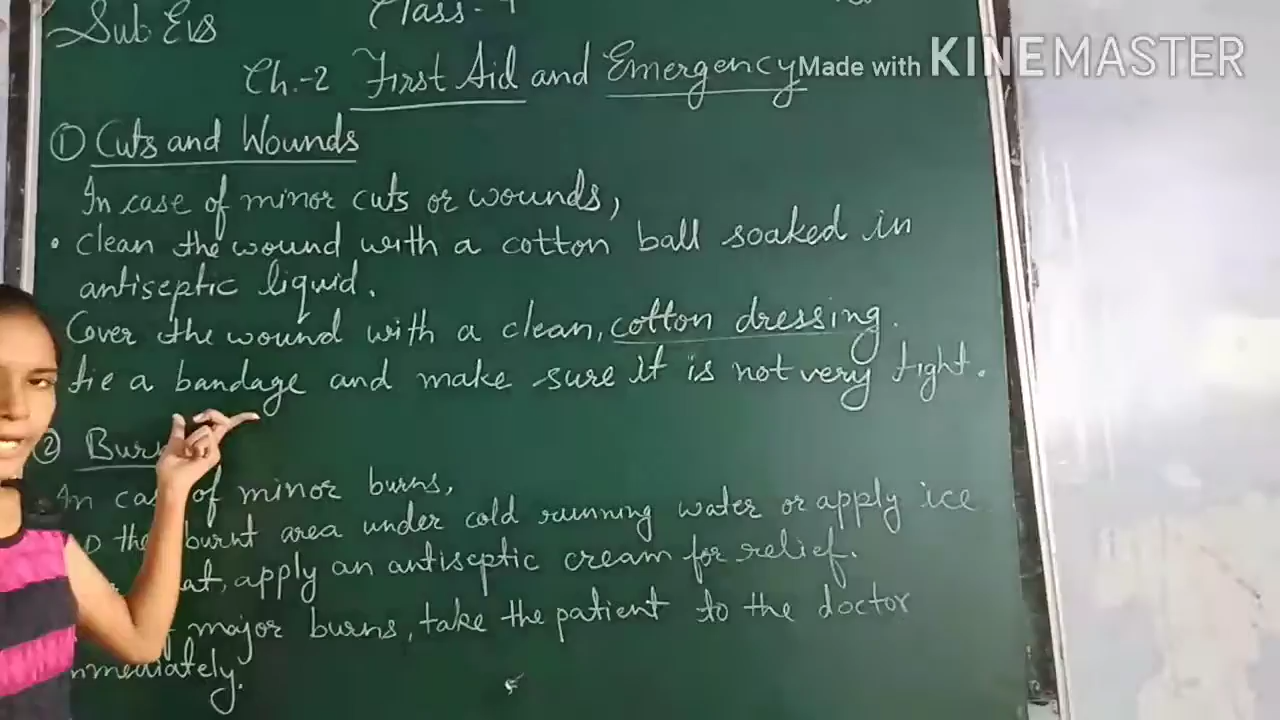 Sub Evs
Class-
Ch.-2 First Aid and Emergency
Made with KINEMASTER
① Cuts and Wounds
In case of minor cuts or wounds,
• Clean the wound with a cotton ball soaked in
antiseptic liquid.
Cover the wound with a clean, cotton dressing.
tie a bandage and make sure it is not very tight.
②
In of minor burns,
the burnt area under cold running water or apply ice
apply an antiseptic cream for relief.
major burns, take the patient to the doctor